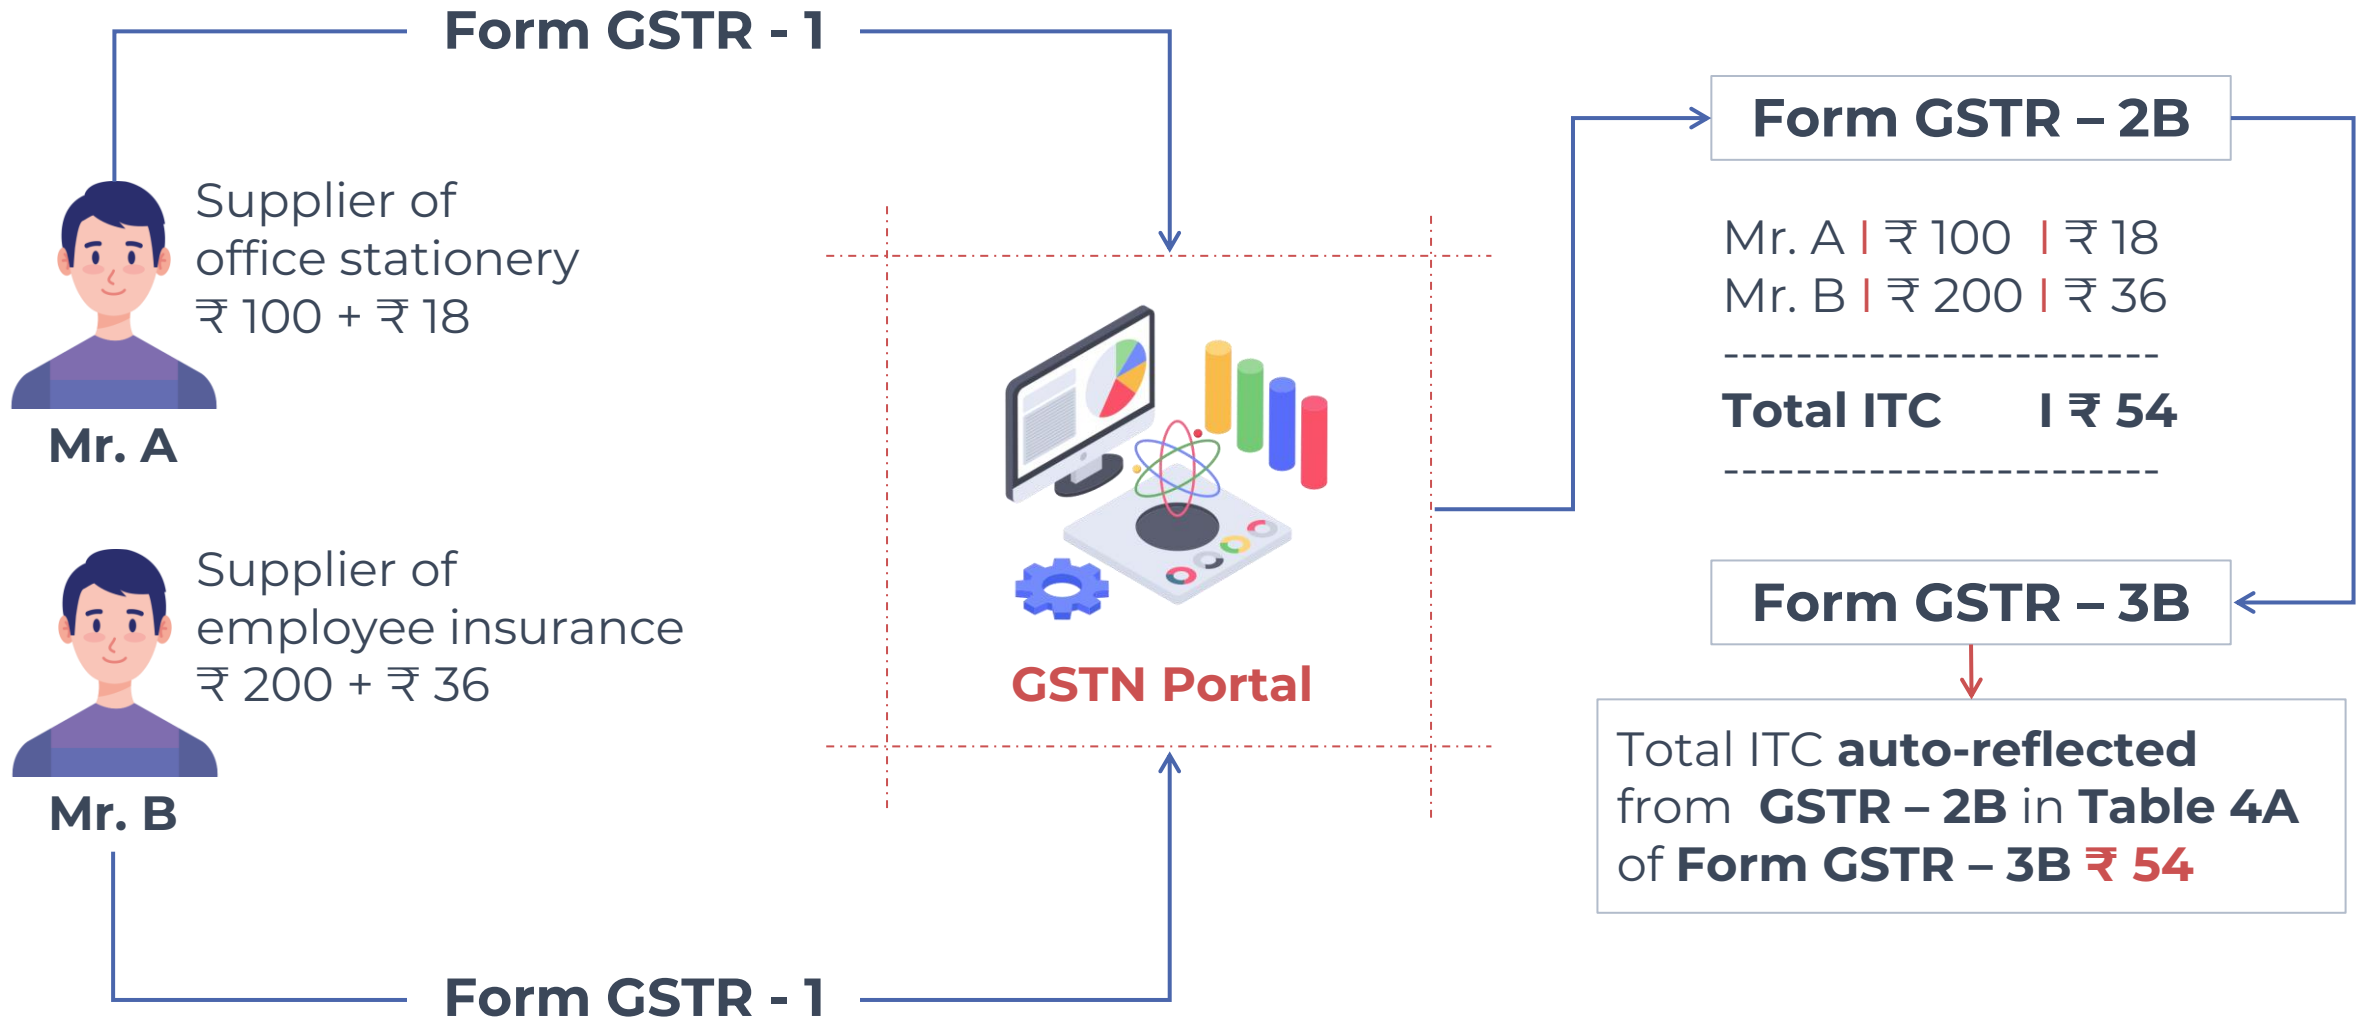 Form GSTR - 1
Supplier of
office stationery
₹ 100 + ₹ 18
Mr. A
Supplier of
employee insurance
₹ 200 + ₹ 36
Mr. B
Form GSTR - 1
GSTN Portal
Form GSTR – 2B
Mr. A I ₹ 100 I ₹ 18
Mr. B I ₹ 200 I ₹ 36
------------------------
Total ITC I ₹ 54
------------------------
Form GSTR – 3B
Total ITC auto-reflected
from GSTR – 2B in Table 4A
of Form GSTR – 3B ₹ 54